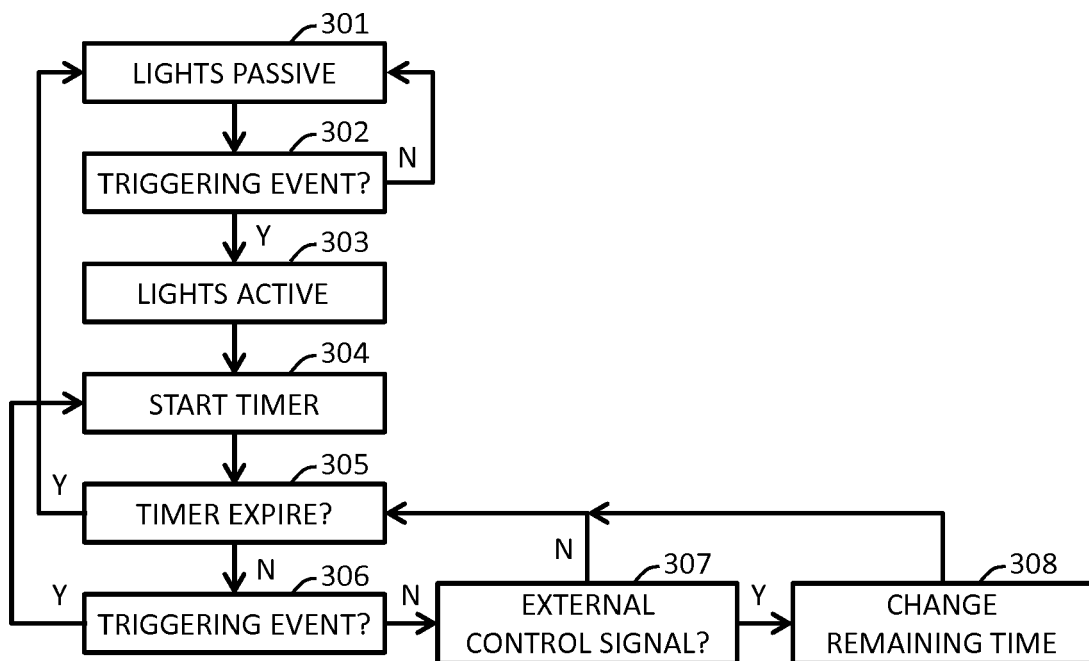 301
LIGHTS PASSIVE
302
TRIGGERING EVENT?
N
Y
303
LIGHTS ACTIVE
304
START TIMER
305
Y
TIMER EXPIRE?
N
306
Y
TRIGGERING EVENT?
N
307
N
EXTERNAL
CONTROL SIGNAL?
Y
308
CHANGE
REMAINING TIME